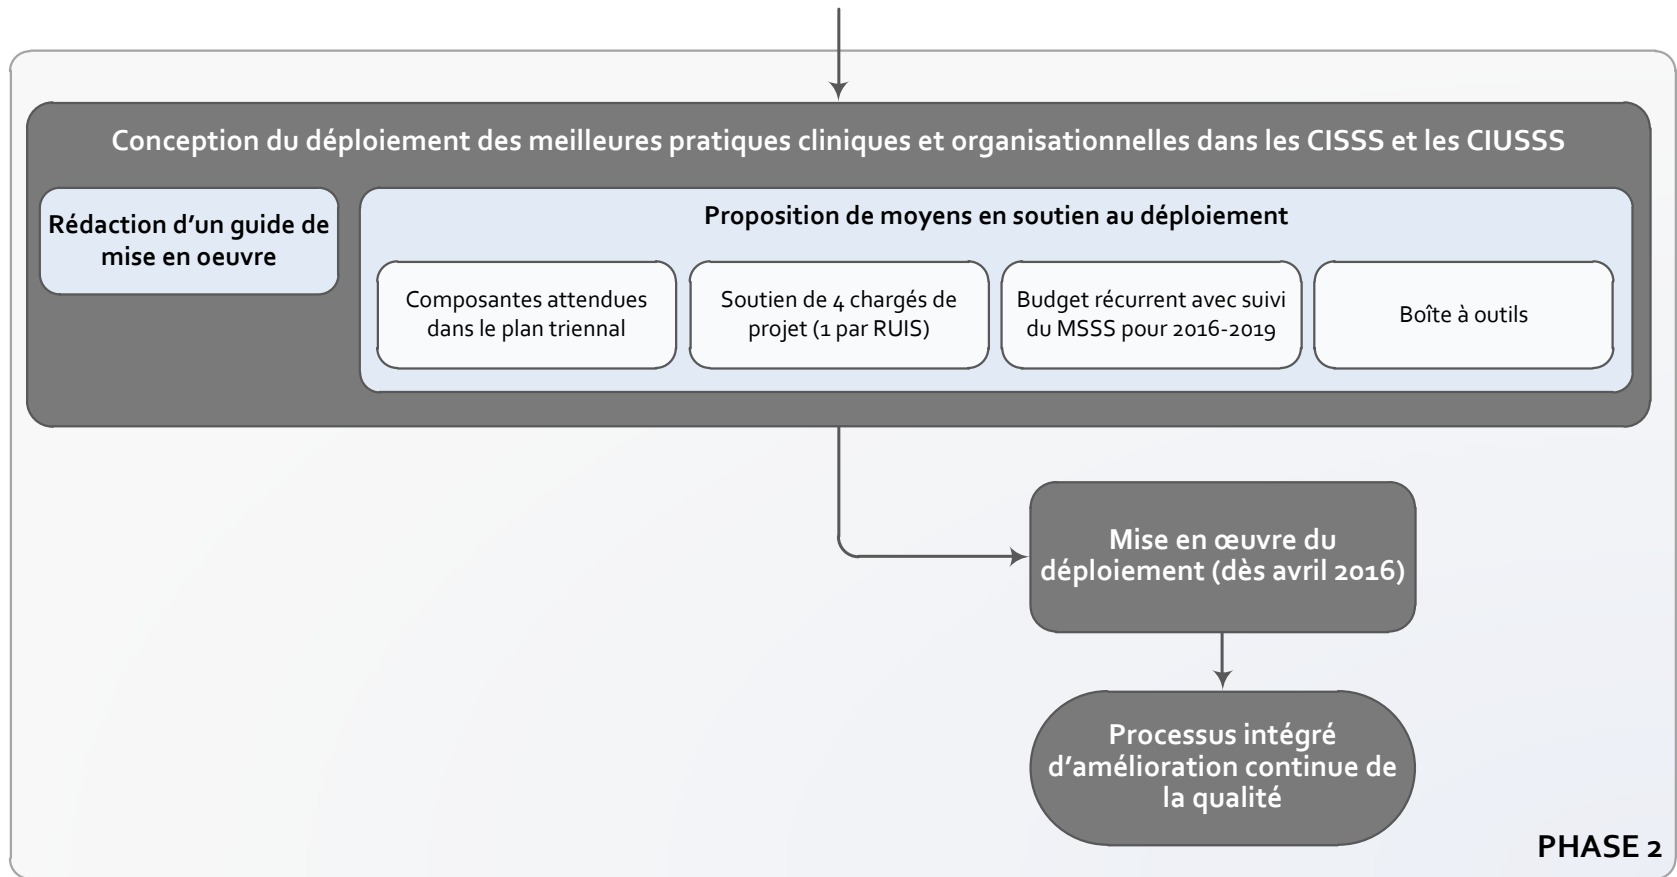 Conception du déploiement des meilleures pratiques cliniques et organisationnelles dans les CISSS et les CIUSSS
Rédaction d'un guide de
mise en oeuvre
Proposition de moyens en soutien au déploiement
Composantes attendues
dans le plan triennal
Soutien de 4 chargés de
projet (1 par RUIS)
Budget récurrent avec suivi
du MSSS pour 2016-2019
Boîte à outils
Mise en œuvre du
déploiement (dès avril 2016)
Processus intégré
d'amélioration continue de
la qualité
PHASE 2